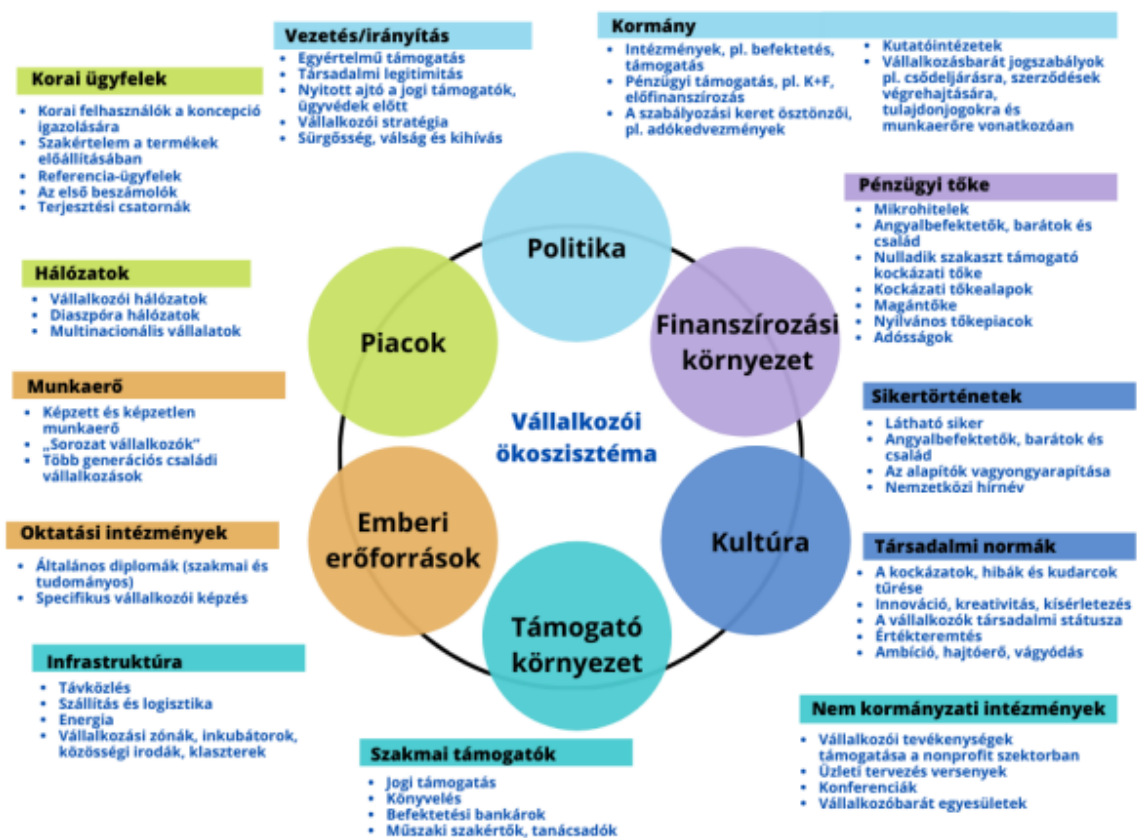 Vezetés/irányítás
• Egyértelmű támogatás
• Társadalmi legitimitás
• Nyitott ajtó a jogi támogatók,
ügyvédek előtt
• Vállalkozói stratégia
• Sürgősség, válság és kihívás
Kormány
• Intézmények, pl. befektetés,
támogatás
• Pénzügyi támogatás, pl. K+F,
előfinanszírozás
• A szabályozási keret ösztönzői,
pl. adókedvezmények
• Kutatóintézetek
• Vállalkozásbarát jogszabályok
pl. csődeljárásra, szerződések
végrehajtására,
tulajdonjogokra és
munkaerőre vonatkozóan
Korai ügyfelek
• Korai felhasználók a koncepció
igazolására
• Szakértelem a termékek
előállításában
• Referencia-ügyfelek
• Az első beszámolók
• Terjesztési csatornák
Pénzügyi tőke
• Mikrohitelek
• Angyalbefektetők, barátok és
család
• Nulladik szakaszt támogató
kockázati tőke
• Kockázati tőkealapok
• Magántőke
• Nyilvános tőkepiacok
• Adósságok
Hálózatok
• Vállalkozói hálózatok
• Diaszpóra hálózatok
• Multinacionális vállalatok
Politika
Piacok
Finanszírozási
környezet
Vállalkozói
ökoszisztéma
Emberi
erőforrások
Kultúra
Támogató
környezet
Munkaerő
• Képzett és képzetlen
munkaerő
• „Sorozat vállalkozók”
• Több generációs családi
vállalkozások
Sikertörténetek
• Látható siker
• Angyalbefektetők, barátok és
család
• Az alapítók vagyongyarapítása
• Nemzetközi hírnév
Oktatási intézmények
• Általános diplomák (szakmai és
tudományos)
• Specifikus vállalkozói képzés
Társadalmi normák
• A kockázatok, hibák és kudarcok
tűrése
• Innováció, kreativitás, kísérletezés
• A vállalkozók társadalmi státusza
• Értékteremtés
• Ambíció, hajtóerő, vágyódás
Infrastruktúra
• Távközlés
• Szállítás és logisztika
• Energia
• Vállalkozási zónák, inkubátorok,
közösségi irodák, klaszterek
Szakmai támogatók
• Jogi támogatás
• Könyvelés
• Befektetési bankárok
• Műszaki szakértők, tanácsadók
Nem kormányzati intézmények
• Vállalkozói tevékenységek
támogatása a nonprofit szektorban
• Üzleti tervezés versenyek
• Konferenciák
• Vállalkozóbarát egyesületek